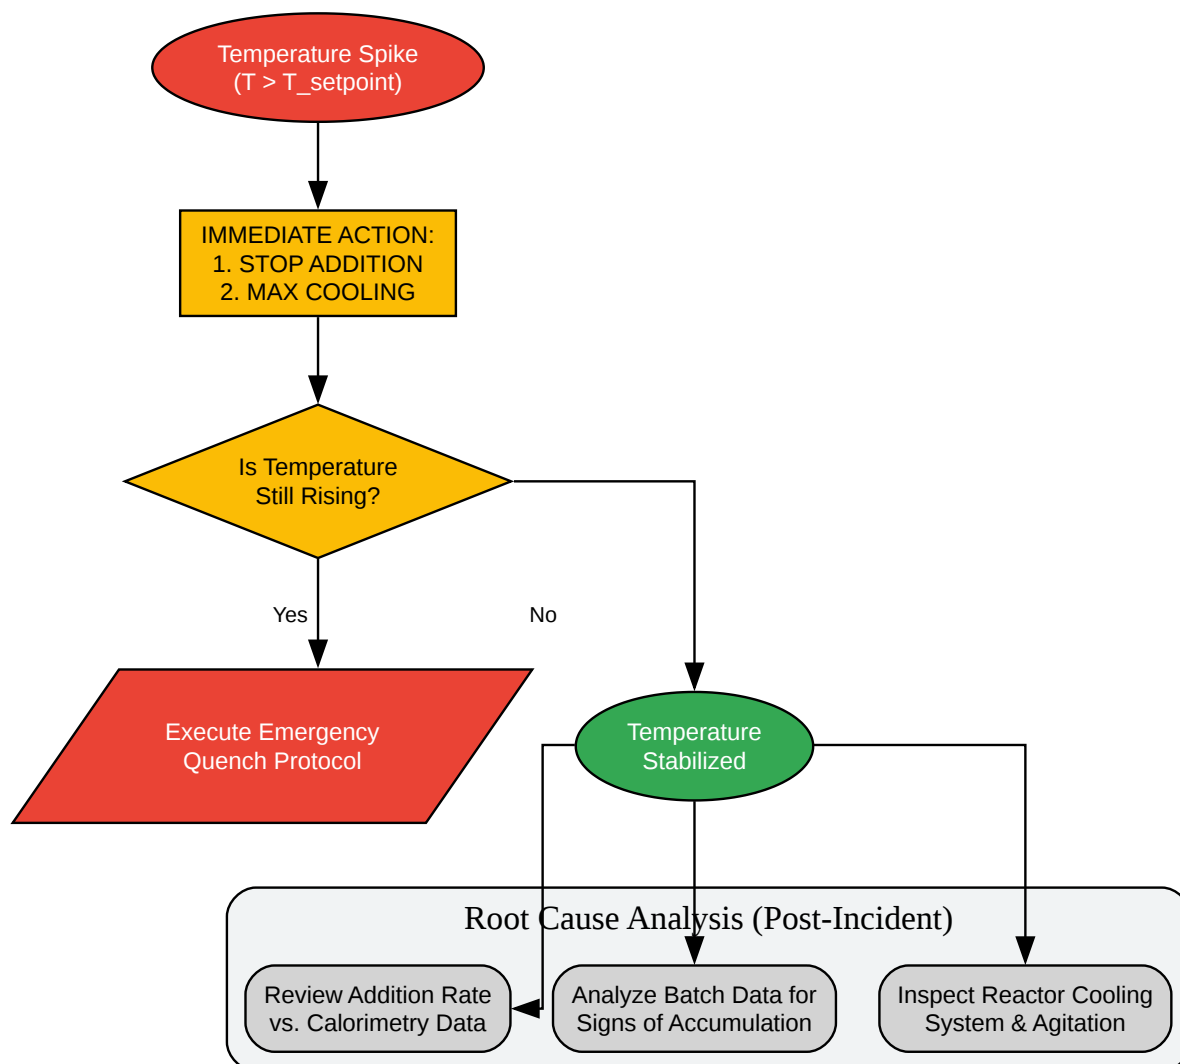 Temperature Spike
(T > T_setpoint)
IMMEDIATE ACTION:
1. STOP ADDITION
2. MAX COOLING
Is Temperature
Still Rising?
Yes
No
Execute Emergency
Quench Protocol
Temperature
Stabilized
Root Cause Analysis (Post-Incident)
Review Addition Rate
vs. Calorimetry Data
Analyze Batch Data for
Signs of Accumulation
Inspect Reactor Cooling
System & Agitation